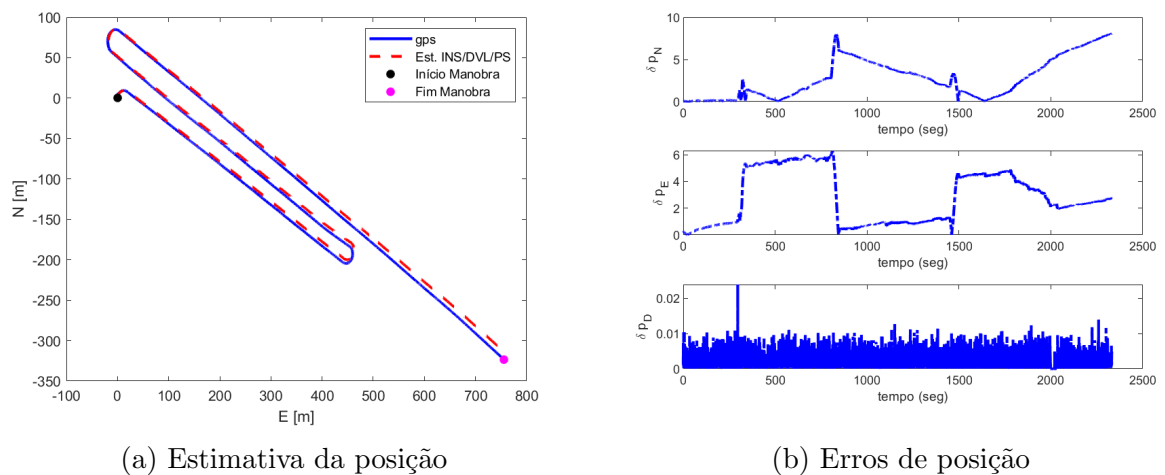 100
50
0
-50
-100
-150
-200
-250
-300
-350
N [m]
-100 0 100 200 300 400 500 600 700 800
E [m]
gps
Est. INS/DVL/PS
Início Manobra
Fim Manobra
(a) Estimativa da posição
10
5
0
δ pN
0 500 1000 1500 2000 2500
tempo (seg)
6
4
2
0
δ pE
0 500 1000 1500 2000 2500
tempo (seg)
0.02
0.01
0
δ pD
0 500 1000 1500 2000 2500
tempo (seg)
(b) Erros de posição